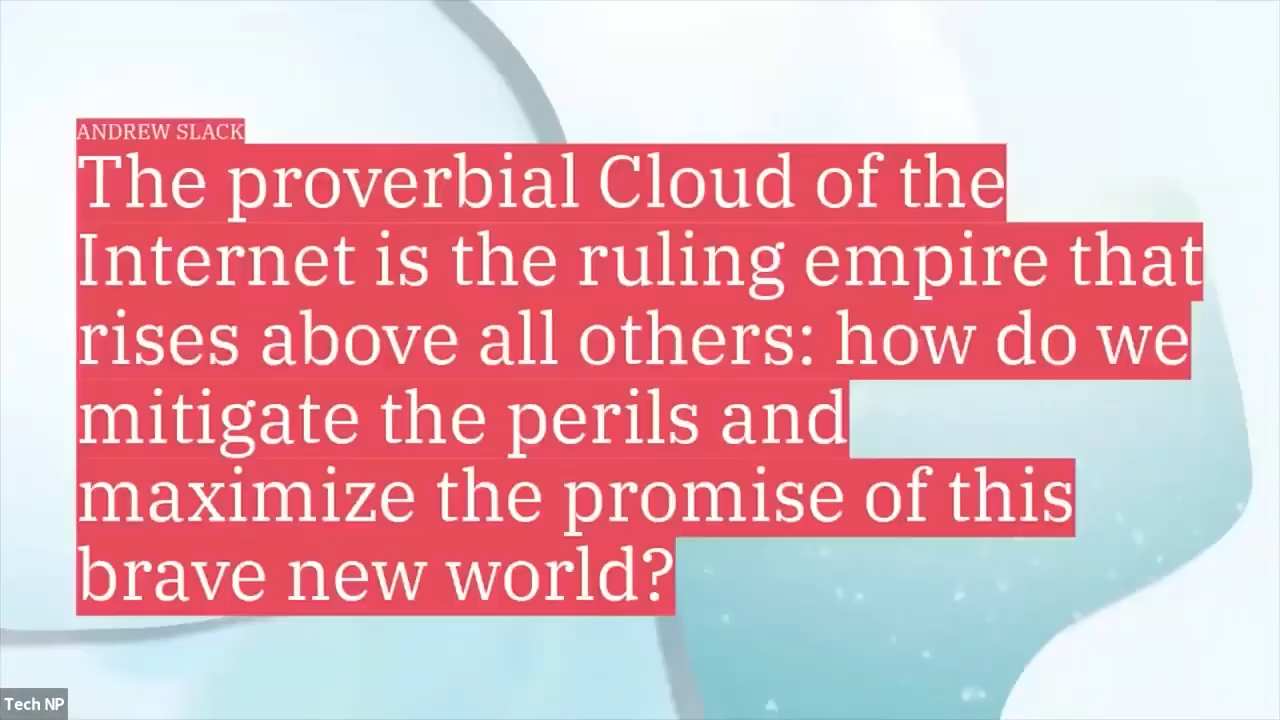 ANDREW SLACK
The proverbial Cloud of the
Internet is the ruling empire that
rises above all others: how do we
mitigate the perils and
maximize the promise of this
brave new world?
Tech NP